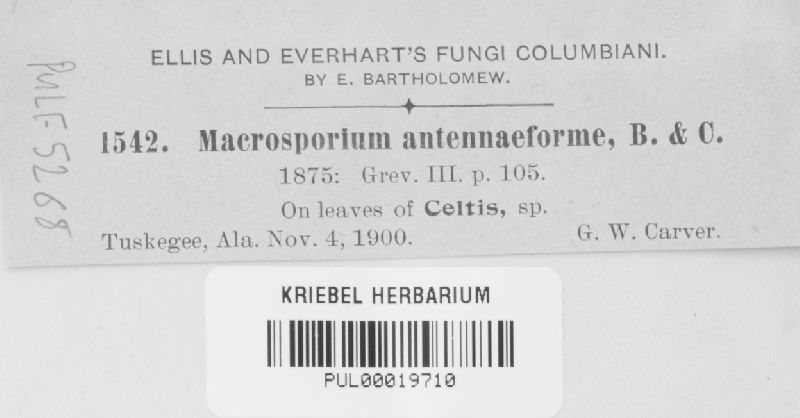 ELLIS AND EVERHART'S FUNGI COLUMBIANI.
BY E. BARTHOLOMEW.
1542. Macrosporium antennaeforme, B. & C.
1875: Grev. III. p. 105.
On leaves of Celtis, sp.
Tuskegee, Ala. Nov. 4, 1900. G. W. Carver.
PULF 5268
KRIEBEL HERBARIUM
PUL00019710